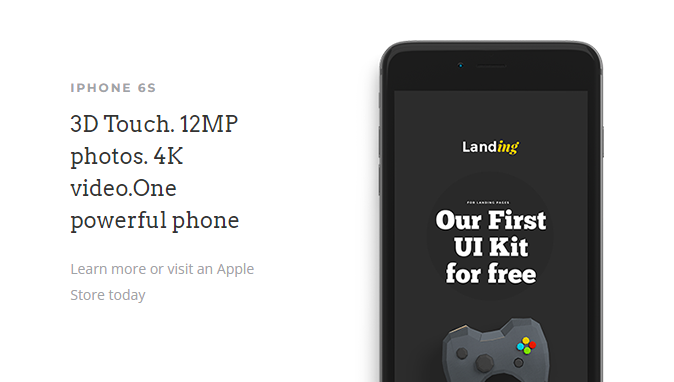 IPHONE 6S
3D Touch. 12MP
photos. 4K
video.One
powerful phone
Learn more or visit an Apple
Store today
Landing
FOR LANDING PAGES
Our First
UI Kit
for free